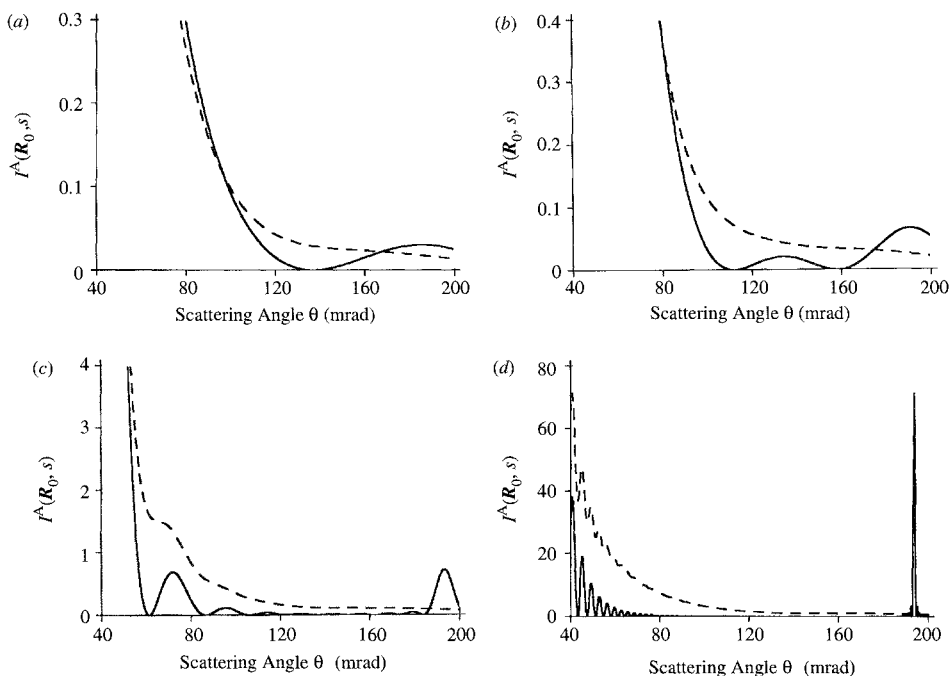 (a)
0.3
0.2
0.1
0
I^A(R_0,s)
40 80 120 160 200
Scattering Angle θ (mrad)
(b)
0.4
0.3
0.2
0.1
0
I^A(R_0, s)
40 80 120 160 200
Scattering Angle θ (mrad)
(c)
4
3
2
1
0
I^A(R_0, s)
40 80 120 160 200
Scattering Angle θ (mrad)
(d)
80
60
40
20
0
I^A(R_0, s)
40 80 120 160 200
Scattering Angle θ (mrad)